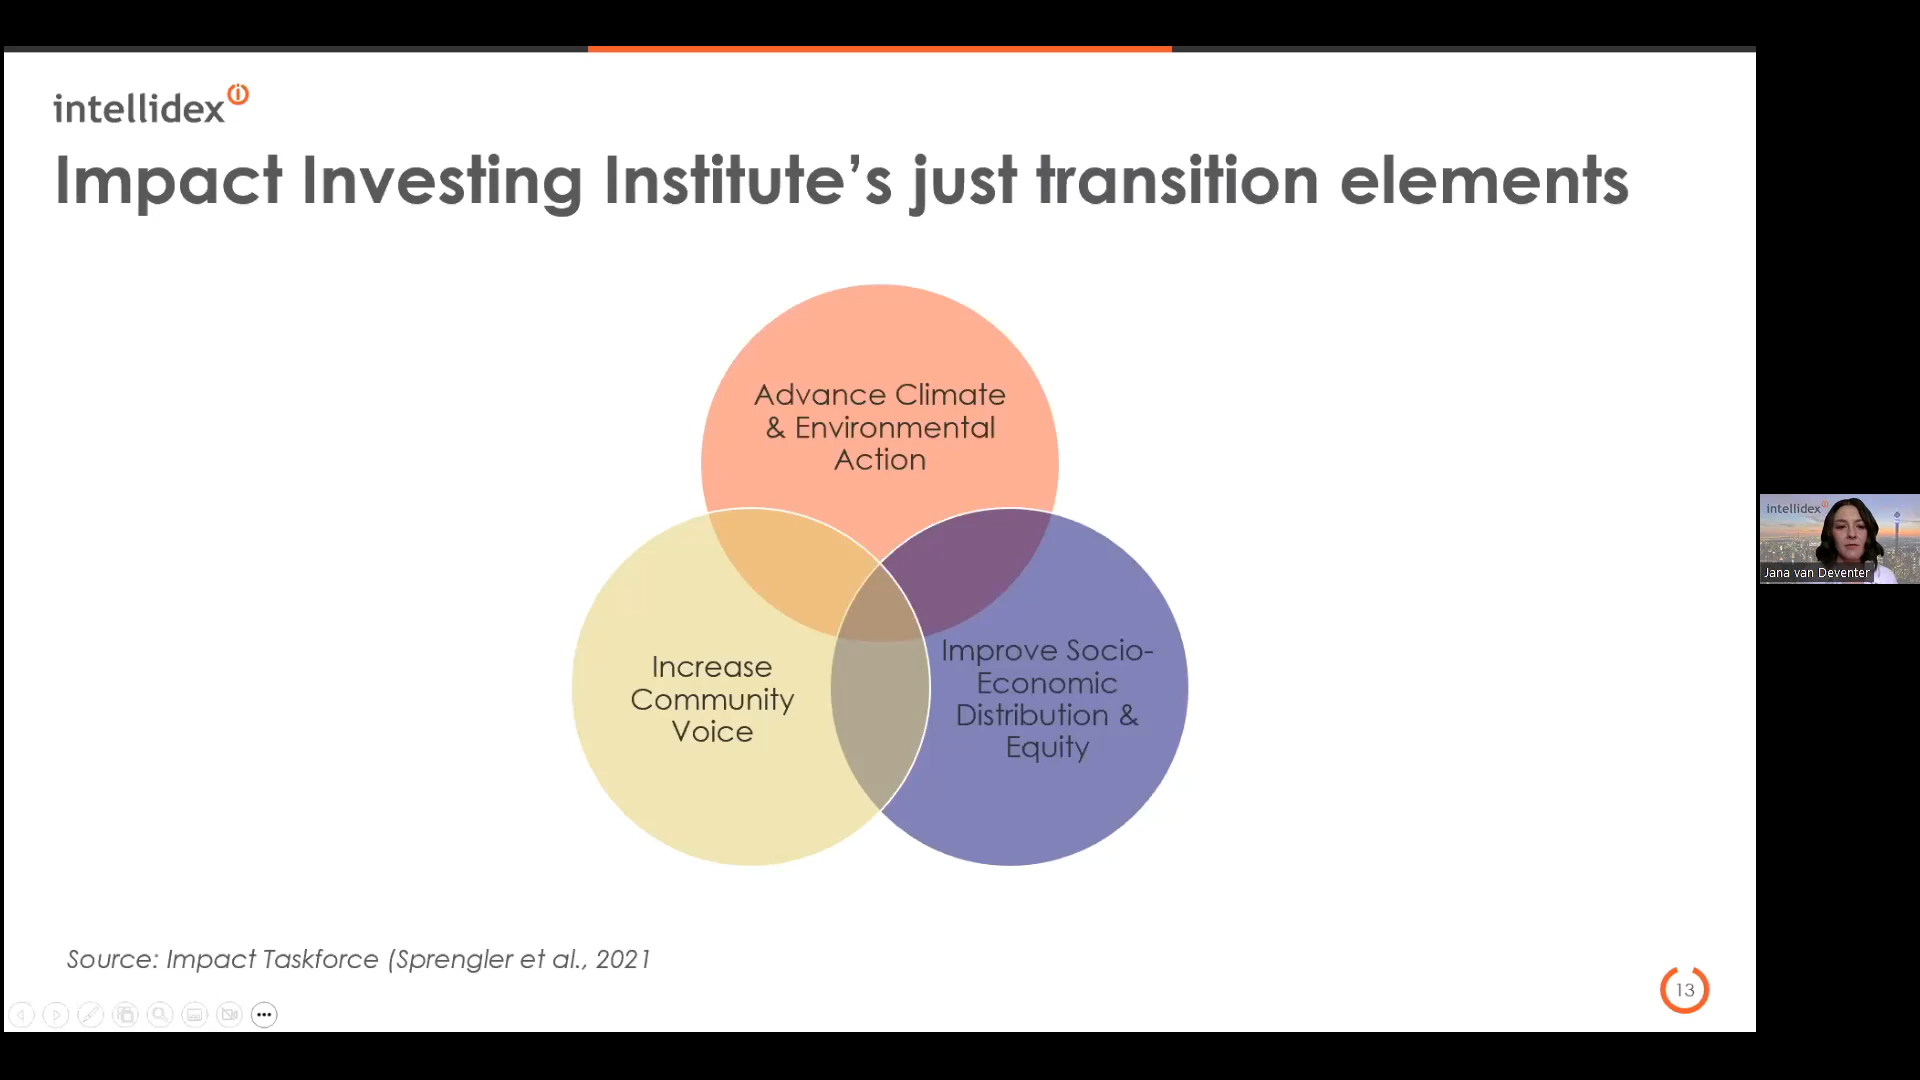 intellidex
Impact Investing Institute’s just transition elements
Advance Climate
& Environmental
Action
Increase
Community
Voice
Improve Socio-
Economic
Distribution &
Equity
Source: Impact Taskforce (Sprengler et al., 2021
13
intellidex
Jana van Deventer